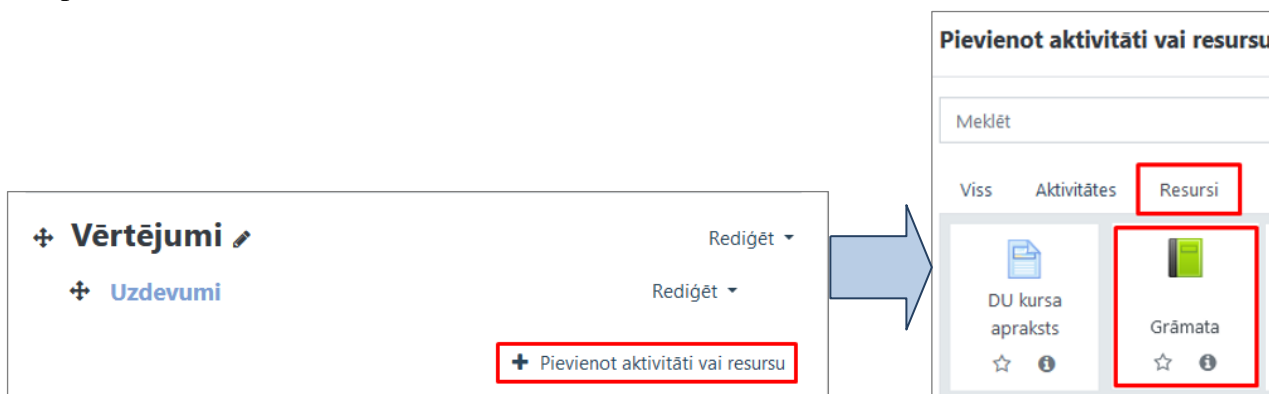 Vērtējumi
Rediģēt
Uzdevumi
Rediģēt
Pievienot aktivitāti vai resursu
Pievienot aktivitāti vai resursu
Meklēt
Viss Aktivitātes Resursi
DU kursa
apraksts
Grāmata